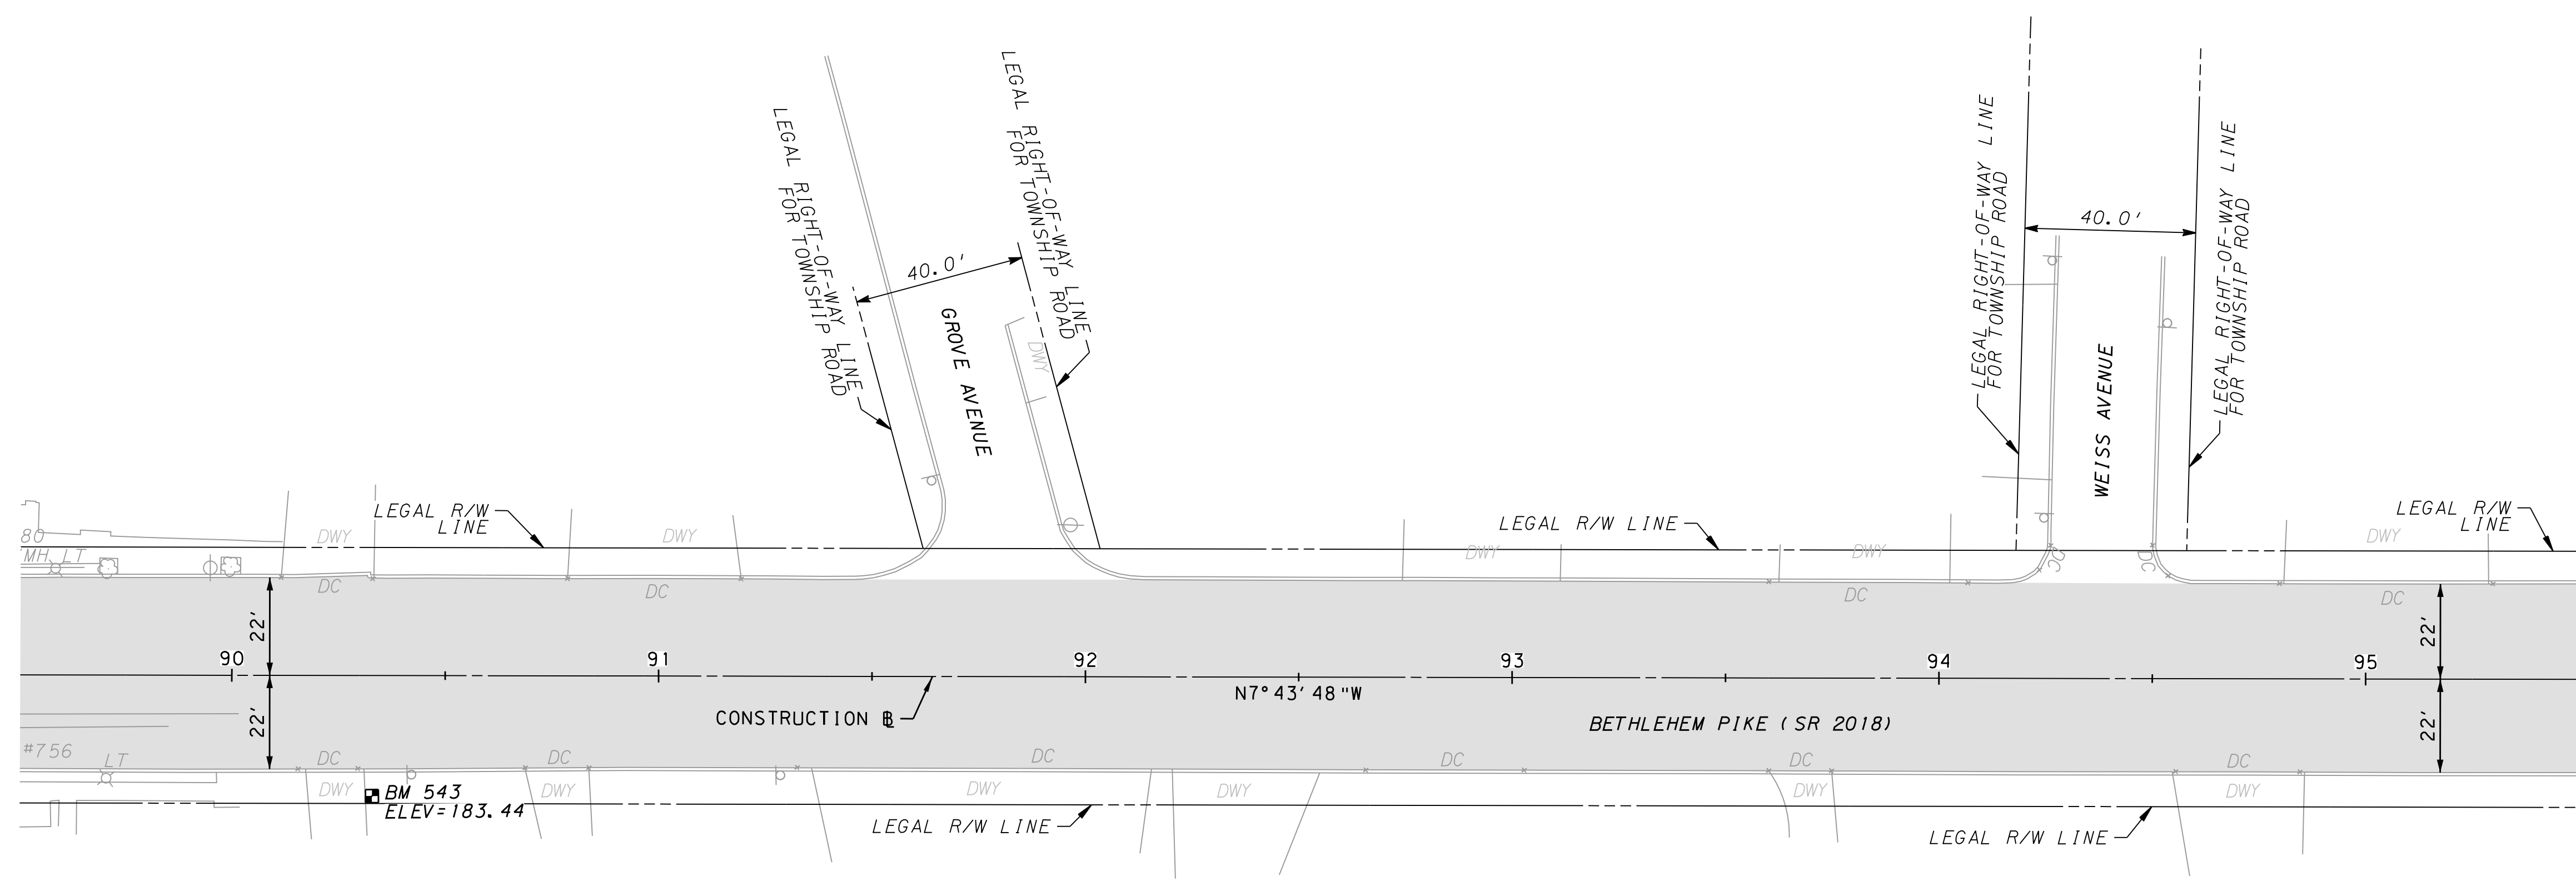 LEGAL RIGHT-OF-WAY LINE
FOR TOWNSHIP ROAD
LEGAL RIGHT-OF-WAY LINE
FOR TOWNSHIP ROAD
40.0'
GROVE AVENUE
DWY
LEGAL RIGHT-OF-WAY LINE
FOR TOWNSHIP ROAD
40.0'
LEGAL RIGHT-OF-WAY LINE
FOR TOWNSHIP ROAD
WEISS AVENUE
80
MH LT
DWY
LEGAL R/W
LINE
DWY
LEGAL R/W LINE
DWY
DWY
LEGAL R/W
LINE
DWY
DC
DC
DC
DC
DC
DC
22'
22'
90
91
92
93
94
95
N7°43'48"W
CONSTRUCTION BL
BETHLEHEM PIKE (SR 2018)
22'
22'
#756
LT
DC
DC
DC
DC
DC
DC
DWY
BM 543
ELEV=183.44
DWY
DWY
DWY
DWY
DWY
LEGAL R/W LINE
LEGAL R/W LINE